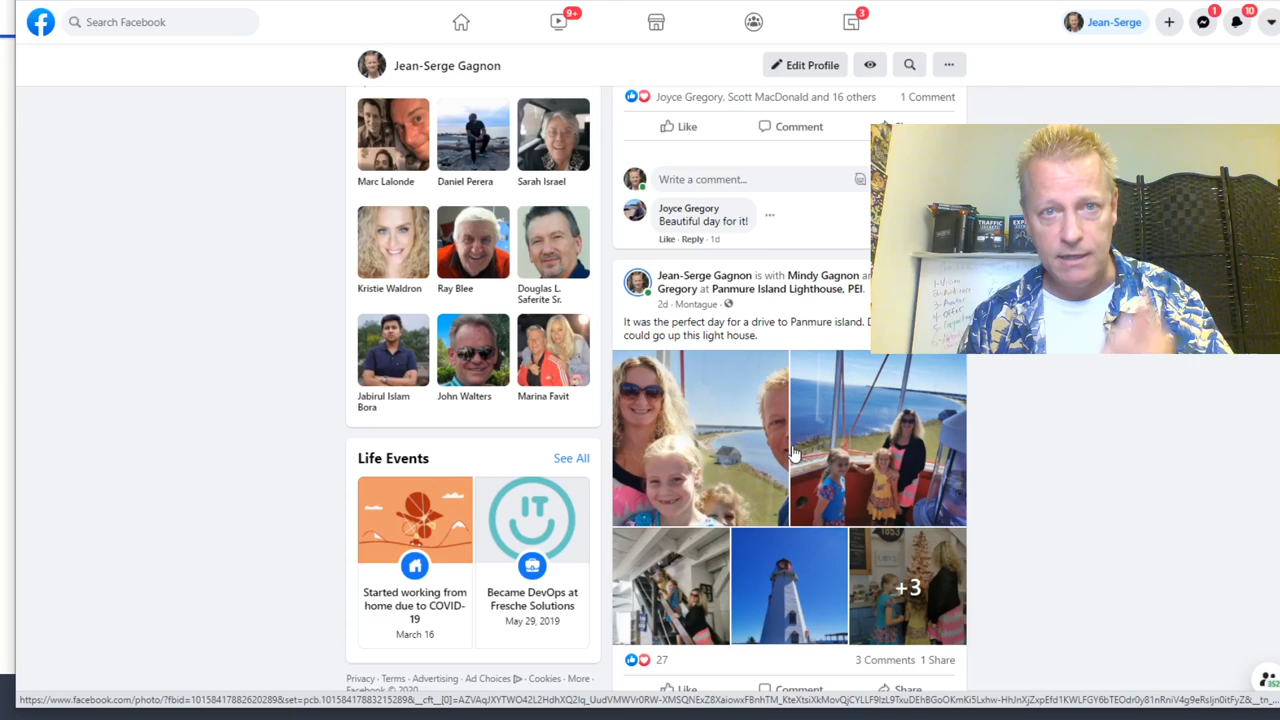 Search Facebook
9+
3
Jean-Serge
1
10
Jean-Serge Gagnon
Edit Profile
Joyce Gregory, Scott MacDonald and 16 others
1 Comment
Like
Comment
Write a comment...
Joyce Gregory
Beautiful day for it!
Like · Reply · 1d
Marc Lalonde
Daniel Perera
Sarah Israel
Kristie Waldron
Ray Blee
Douglas L.
Saferite Sr.
Jabirul Islam
Bora
John Walters
Marina Favit
TRAFFIC
SECRETS
Jean-Serge Gagnon is with Mindy Gagnon
Gregory at Panmure Island Lighthouse, PEI.
2d · Montague ·
It was the perfect day for a drive to Panmure island.
could go up this light house.
Life Events
See All
IT
Started working from
home due to COVID-
19
March 16
Became DevOps at
Fresche Solutions
May 29, 2019
1853
+3
27
3 Comments 1 Share
Like
Comment
Share
Privacy · Terms · Advertising · Ad Choices · Cookies · More ·
Facebook © 2020